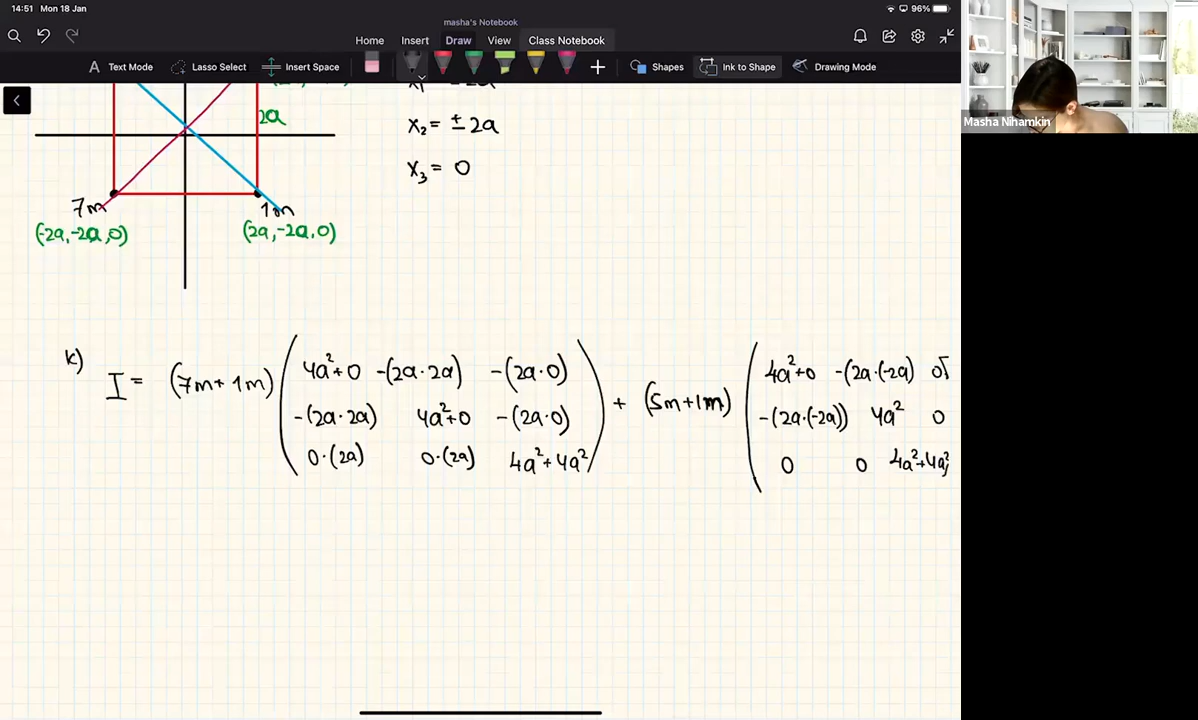 14:51 Mon 18 Jan
96%
masha's Notebook
Home Insert Draw View Class Notebook
Text Mode Lasso Select Insert Space Shapes Ink to Shape Drawing Mode
Masha Nihamkin
2a
x₂ = ± 2a
x₃ = 0
7m
(-2a,-2a,0)
1m
(2a,-2a,0)
k) I = (7m+1m) ( 4a²+0 -(2a·2a) -(2a·0)
-(2a·2a) 4a²+0 -(2a·0)
0·(2a) 0·(2a) 4a²+4a² ) + (5m+1m) ( 4a²+0 -(2a·(-2a)) 0
-(2a·(-2a)) 4a² 0
0 0 4a²+4a²